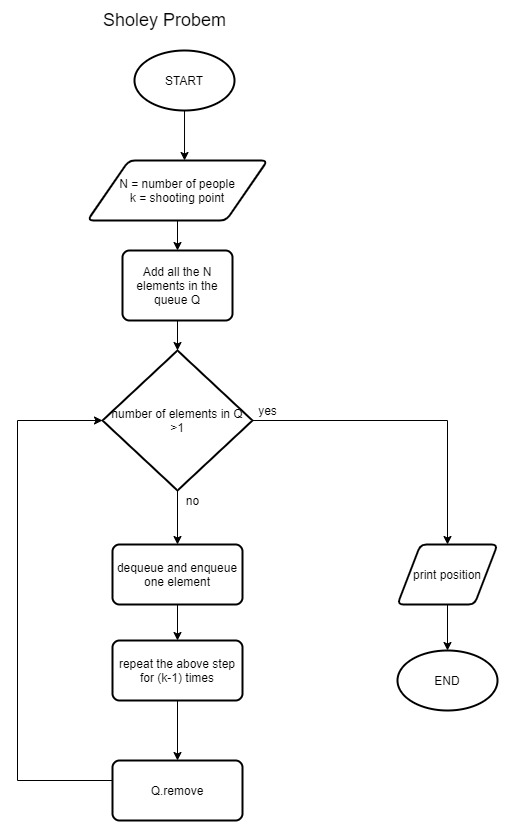 Sholey Probem
START
N = number of people
k = shooting point
Add all the N
elements in the
queue Q
number of elements in Q
>1
yes
no
dequeue and enqueue
one element
print position
repeat the above step
for (k-1) times
END
Q.remove